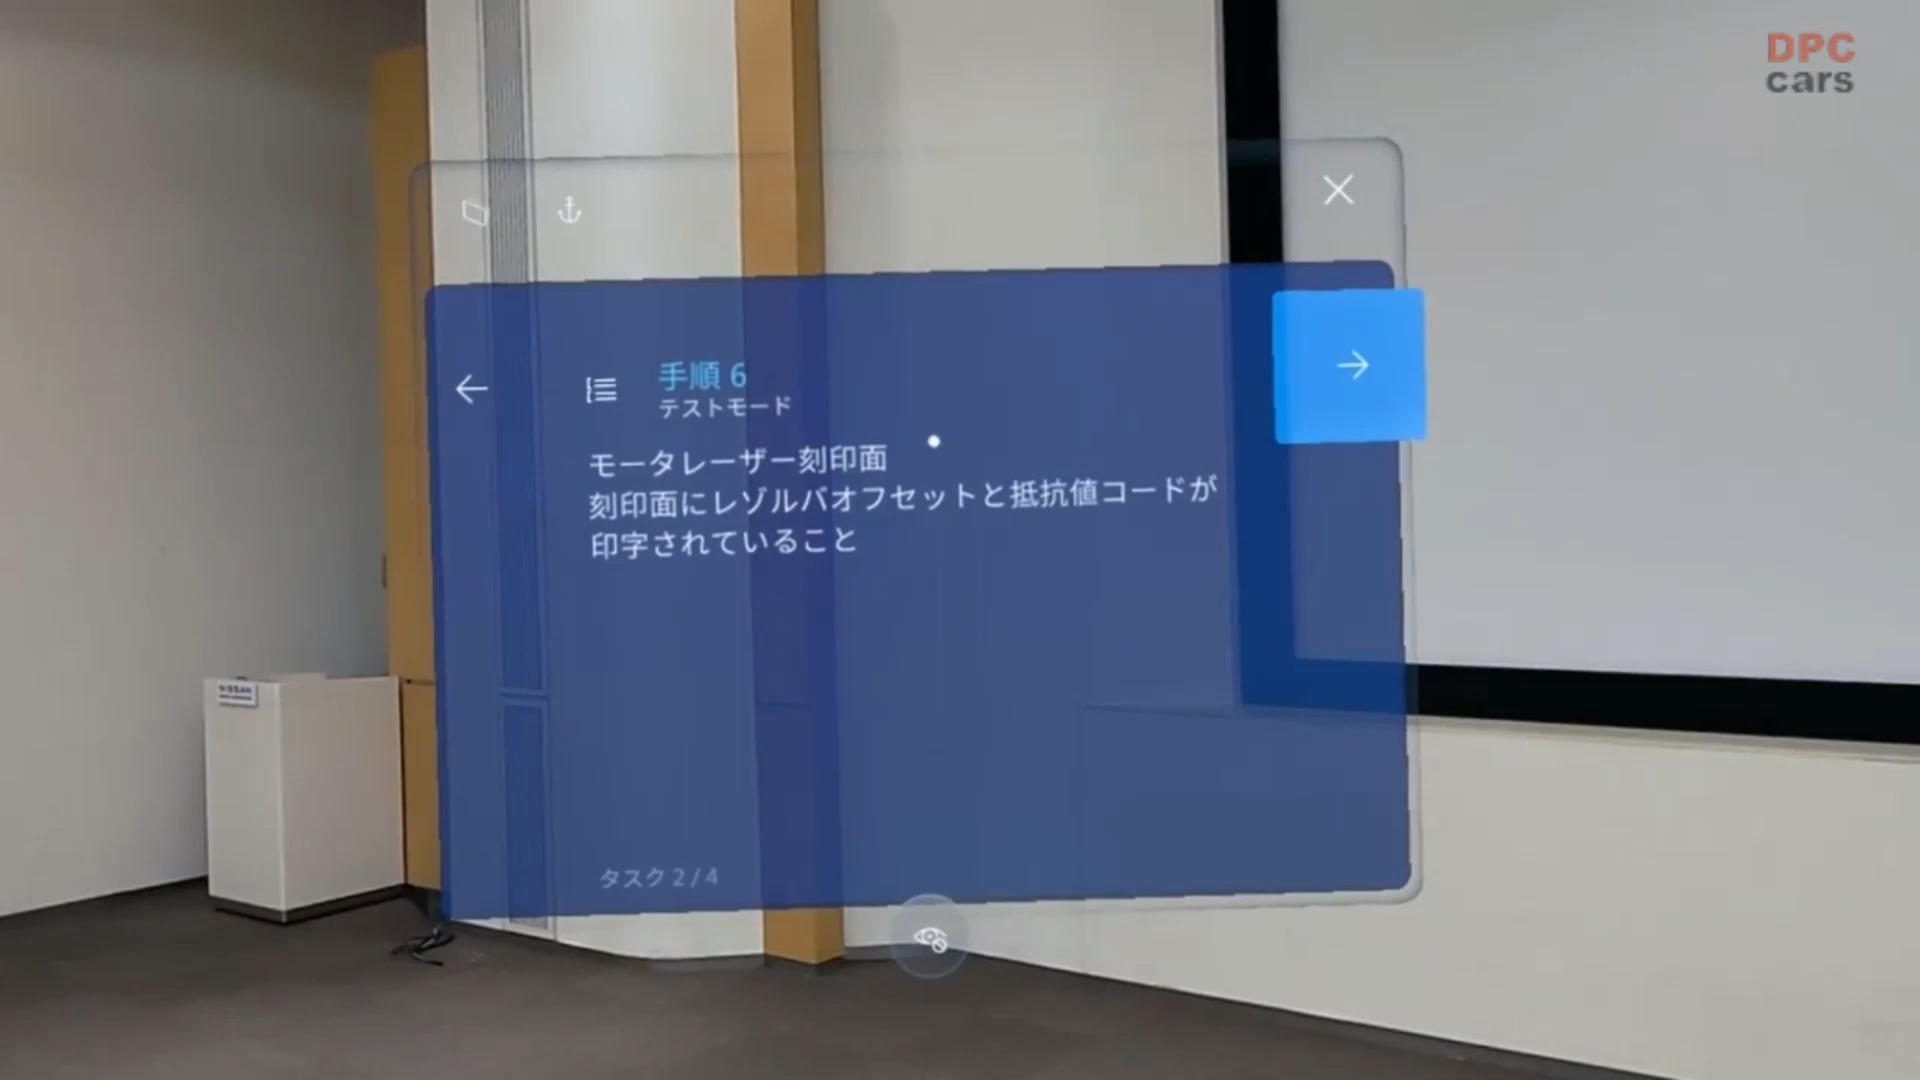 DPC
cars
手順 6
テストモード
モータレーザー刻印面
刻印面にレゾルバオフセットと抵抗値コードが
印字されていること
タスク 2 / 4
NISSAN